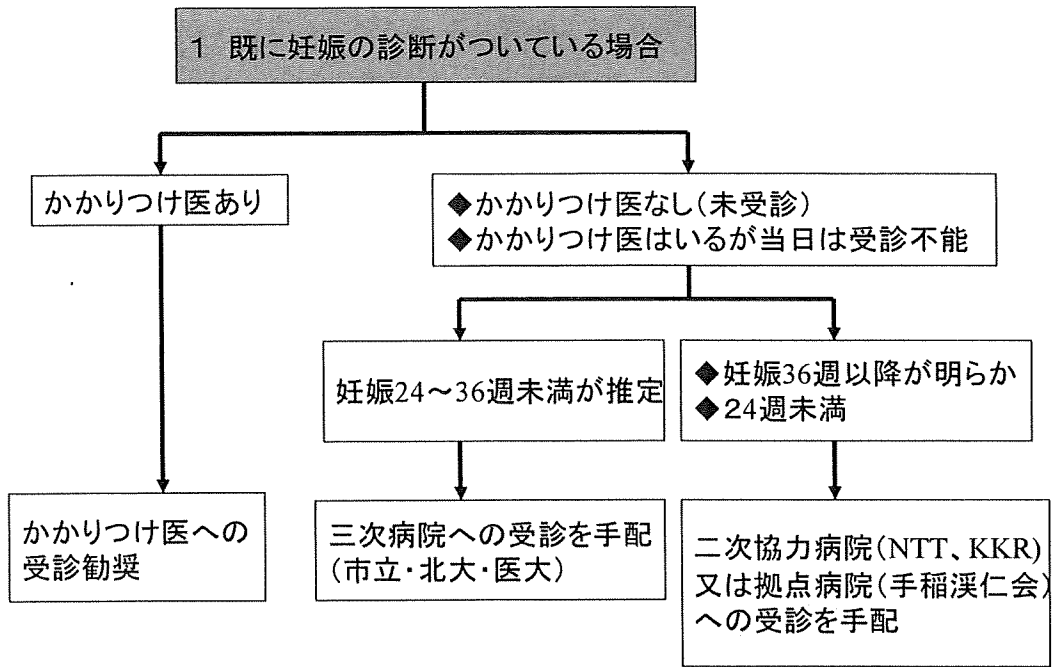 1 既に妊娠の診断がついている場合
かかりつけ医あり
◆かかりつけ医なし(未受診)
◆かかりつけ医はいるが当日は受診不能
妊娠24～36週未満が推定
◆妊娠36週以降が明らか
◆24週未満
かかりつけ医への
受診勧奨
三次病院への受診を手配
(市立・北大・医大)
二次協力病院(NTT、KKR)
又は拠点病院(手稲渓仁会)
への受診を手配